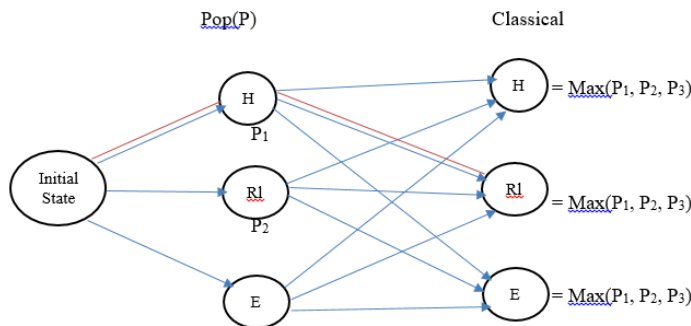 Pop(P)
Classical
H
H
= Max(P₁, P₂, P₃)
P₁
Initial
State
Rl
Rl
= Max(P₁, P₂, P₃)
P₂
E
E
= Max(P₁, P₂, P₃)